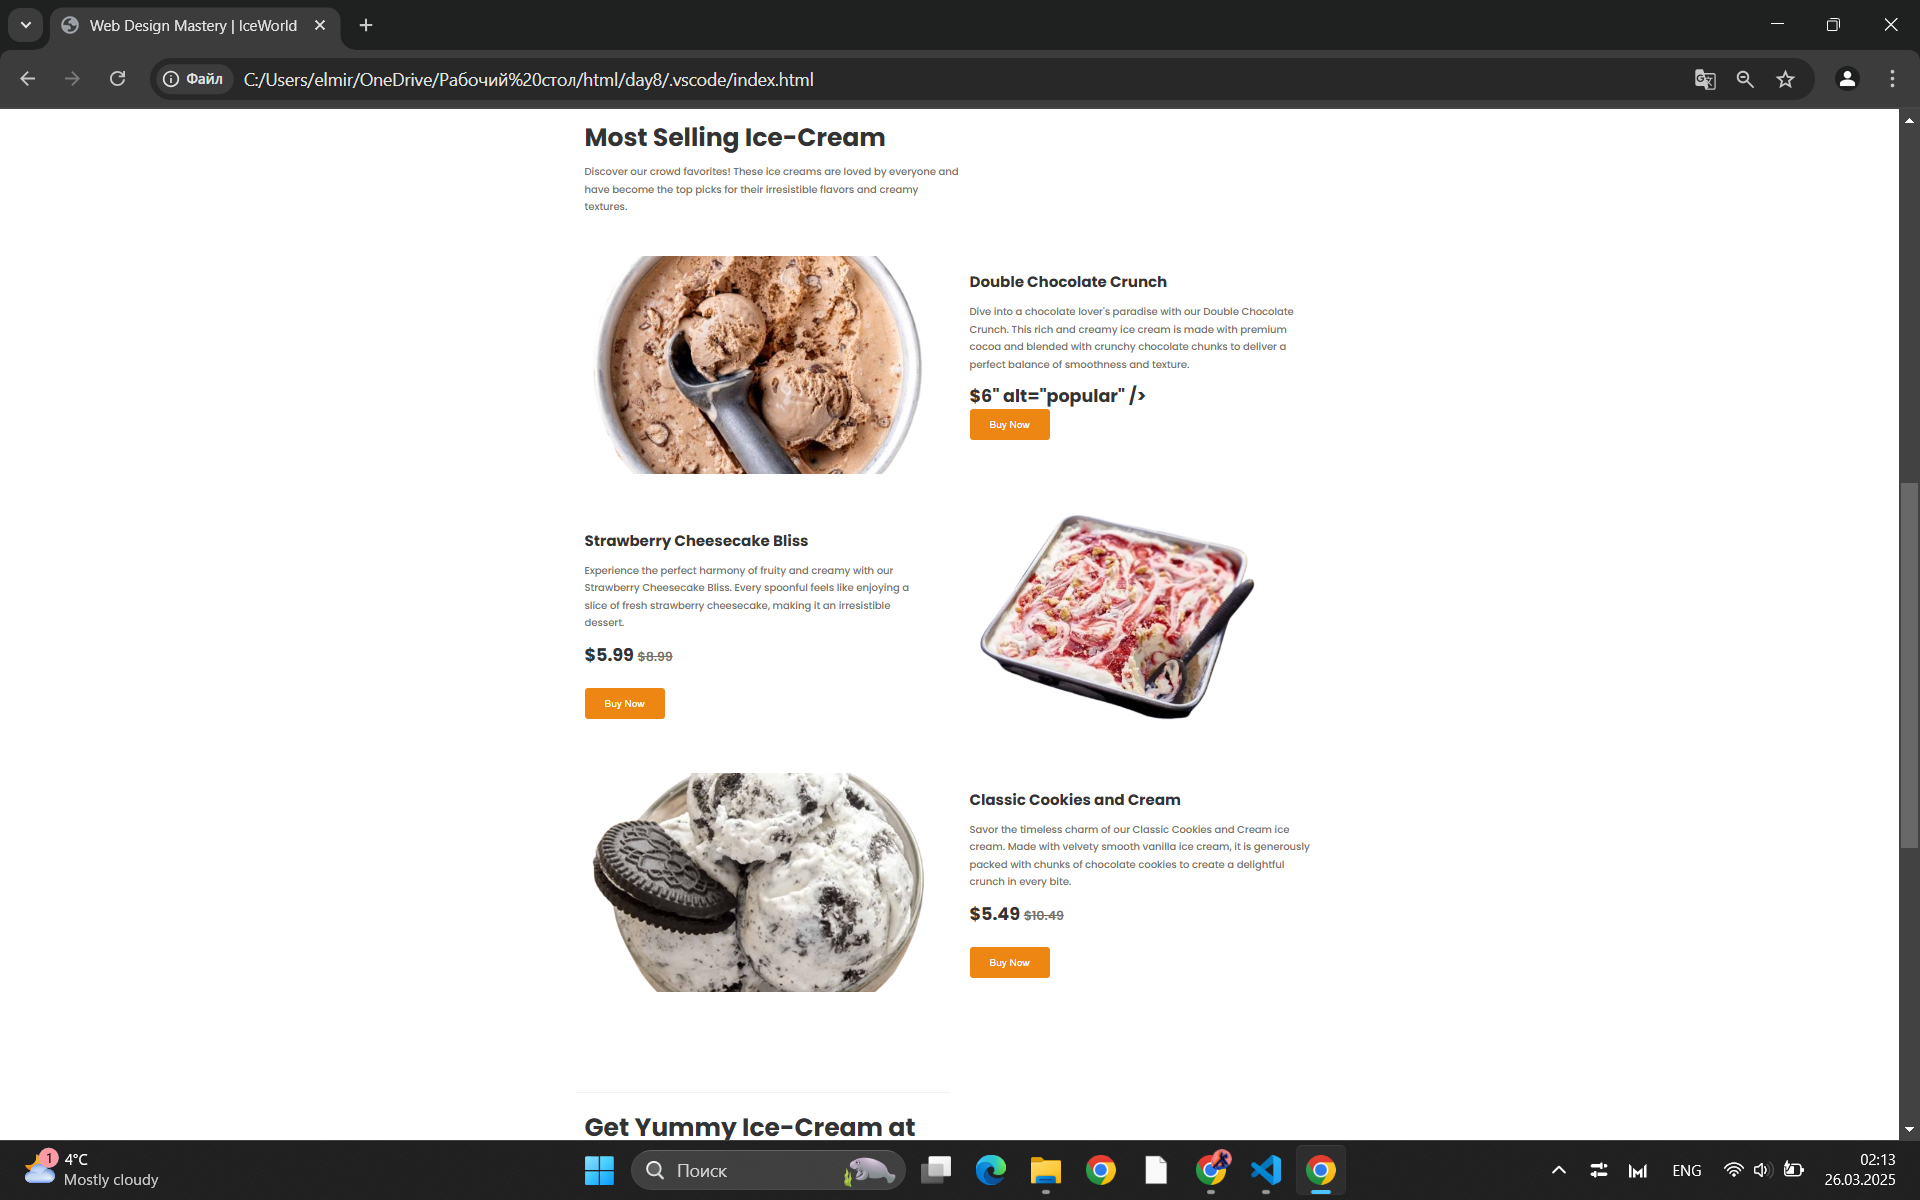 Web Design Mastery | IceWorld
Файл
C:/Users/elmir/OneDrive/Рабочий%20стол/html/day8/.vscode/index.html
Most Selling Ice-Cream
Discover our crowd favorites! These ice creams are loved by everyone and
have become the top picks for their irresistible flavors and creamy
textures.
Double Chocolate Crunch
Dive into a chocolate lover's paradise with our Double Chocolate
Crunch. This rich and creamy ice cream is made with premium
cocoa and blended with crunchy chocolate chunks to deliver a
perfect balance of smoothness and texture.
$6" alt="popular" />
Buy Now
Strawberry Cheesecake Bliss
Experience the perfect harmony of fruity and creamy with our
Strawberry Cheesecake Bliss. Every spoonful feels like enjoying a
slice of fresh strawberry cheesecake, making it an irresistible
dessert.
$5.99 $8.99
Buy Now
Classic Cookies and Cream
Savor the timeless charm of our Classic Cookies and Cream ice
cream. Made with velvety smooth vanilla ice cream, it is generously
packed with chunks of chocolate cookies to create a delightful
crunch in every bite.
$5.49 $10.49
Buy Now
Get Yummy Ice-Cream at
1
4°C
Mostly cloudy
Поиск
ENG
02:13
26.03.2025